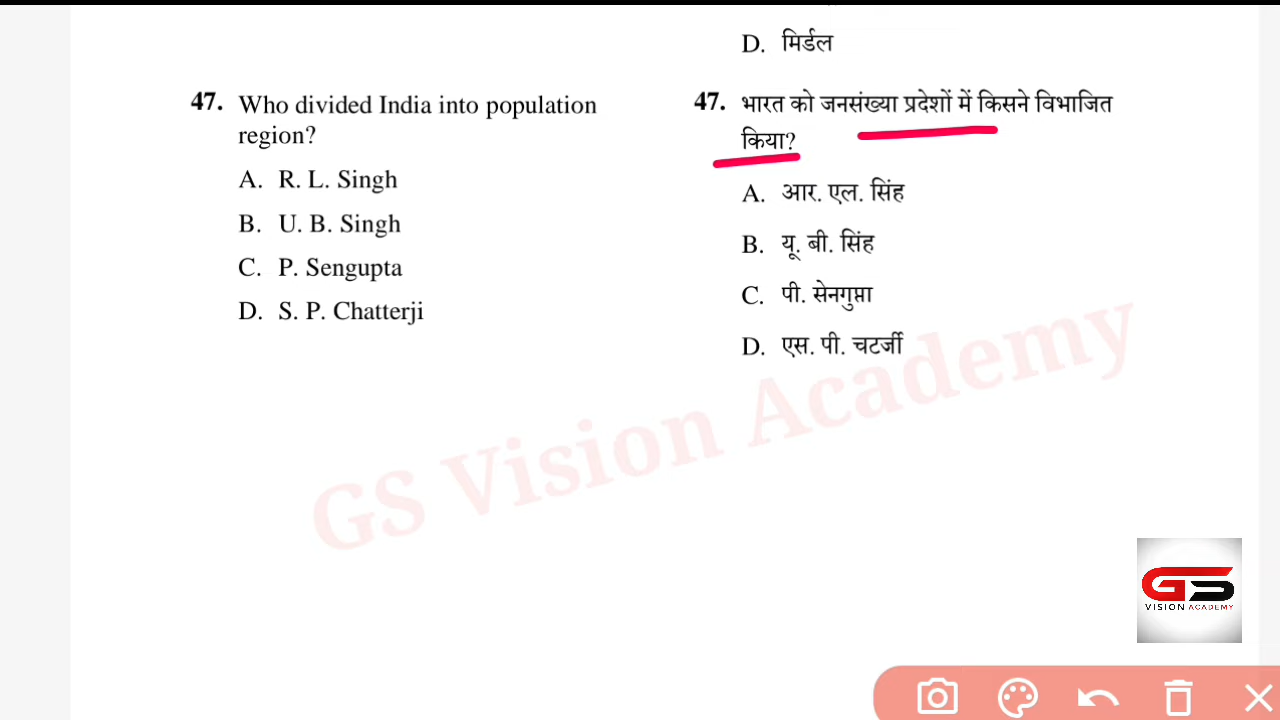 D. मिर्डल
47. Who divided India into population
region?
A. R. L. Singh
B. U. B. Singh
C. P. Sengupta
D. S. P. Chatterji
47. भारत को जनसंख्या प्रदेशों में किसने विभाजित
किया?
A. आर. एल. सिंह
B. यू. बी. सिंह
C. पी. सेनगुप्ता
D. एस. पी. चटर्जी
GS Vision Academy
GS
VISION ACADEMY